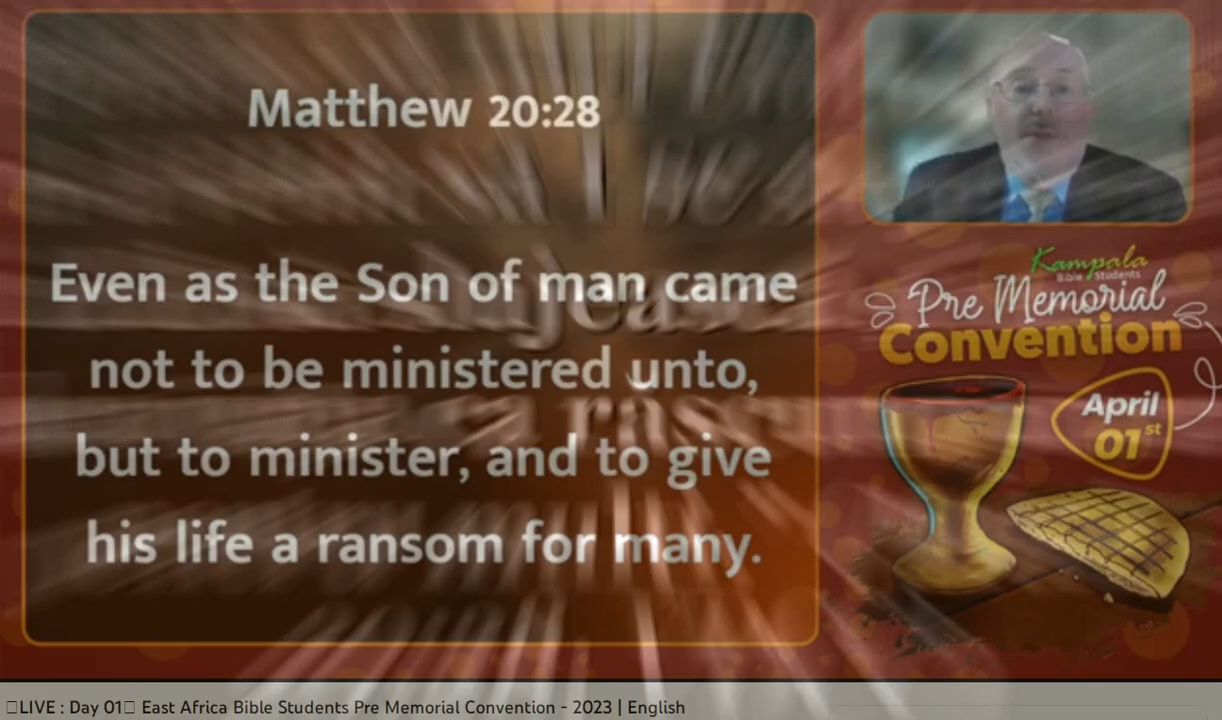 Matthew 20:28
Even as the Son of man came
not to be ministered unto,
but to minister, and to give
his life a ransom for many.
Kampala
Bible Students
Pre Memorial
Convention
April
01st
LIVE : Day 01 East Africa Bible Students Pre Memorial Convention - 2023 | English